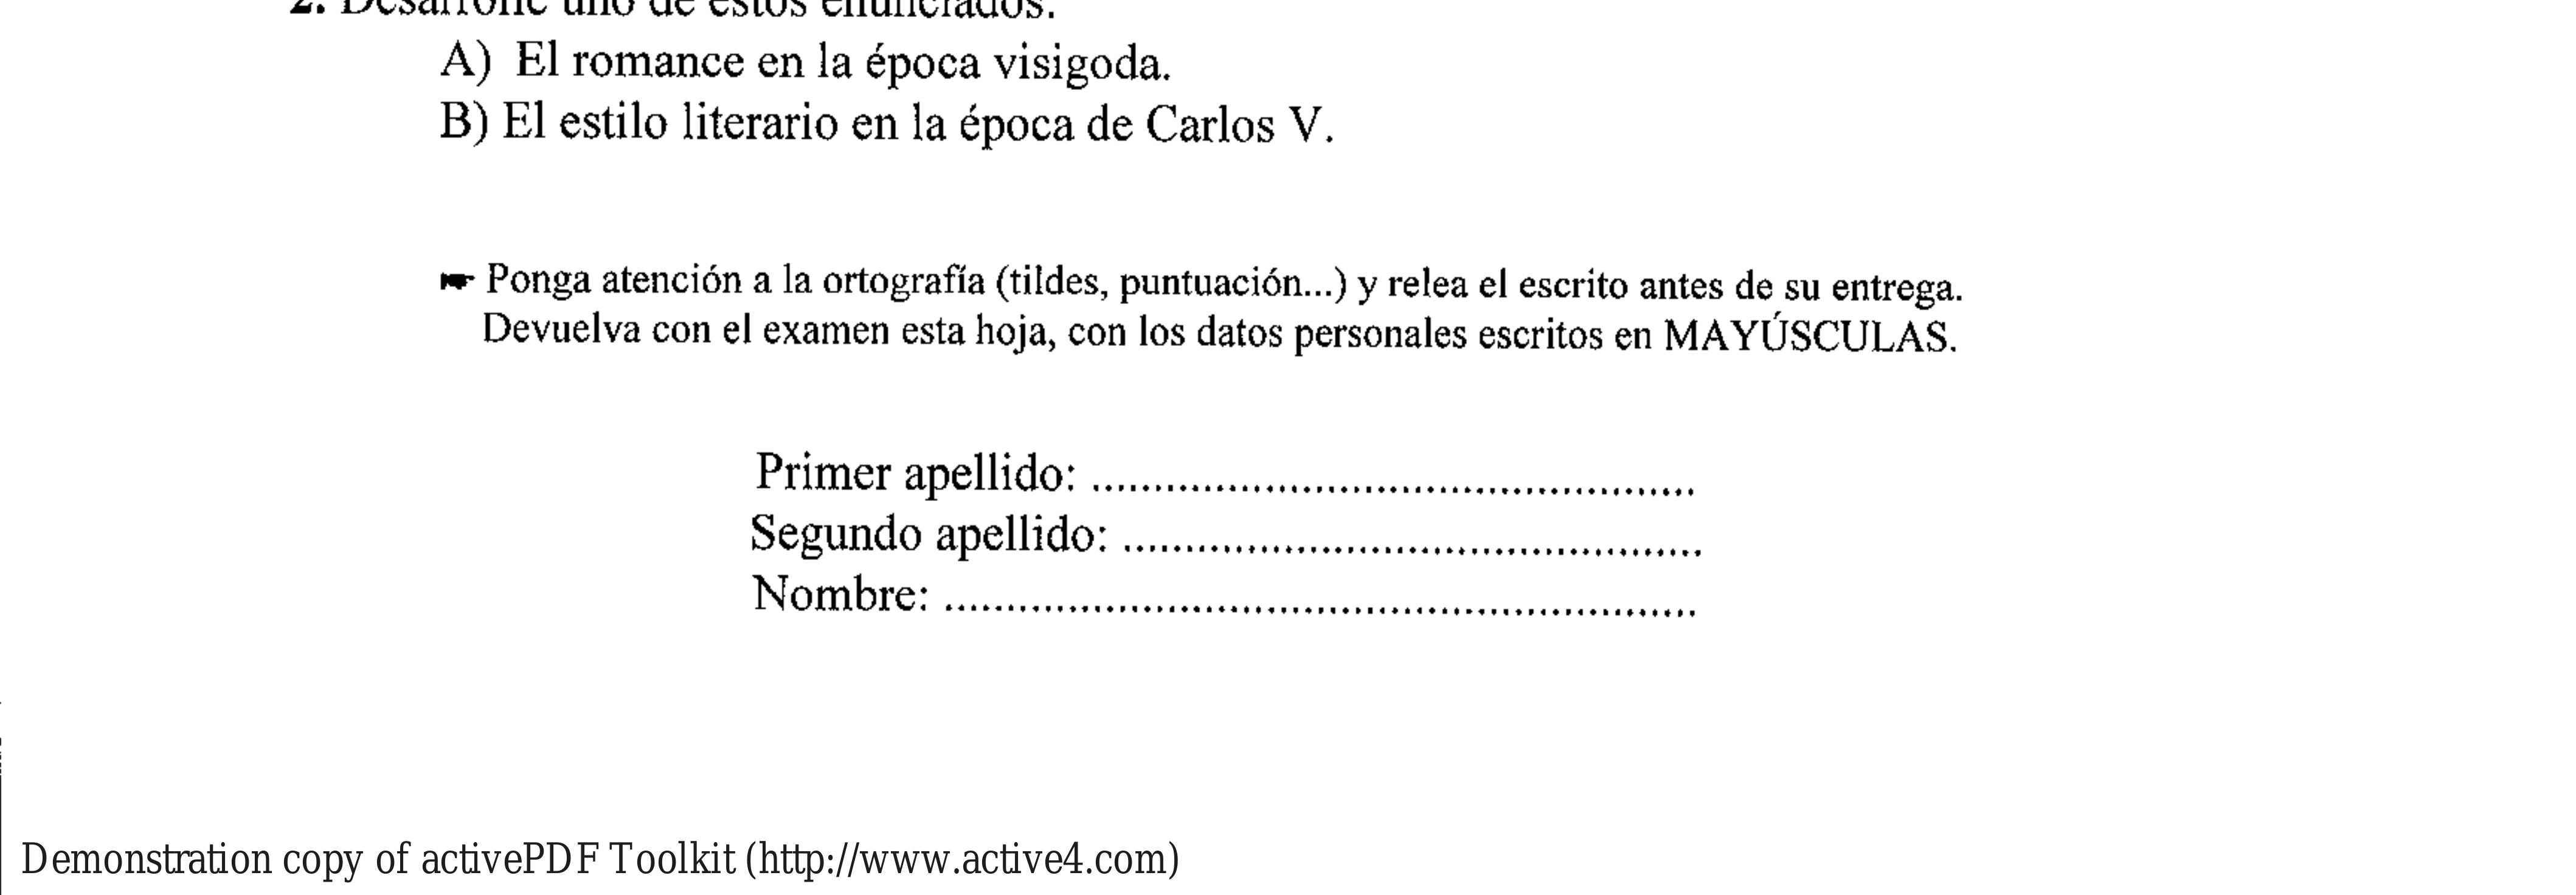 2. Desarrolle uno de estos enunciados:
A) El romance en la época visigoda.
B) El estilo literario en la época de Carlos V.
☛ Ponga atención a la ortografía (tildes, puntuación...) y relea el escrito antes de su entrega.
Devuelva con el examen esta hoja, con los datos personales escritos en MAYÚSCULAS.
Primer apellido: ................................................
Segundo apellido: ..............................................
Nombre: ............................................................
Demonstration copy of activePDF Toolkit (http://www.active4.com)